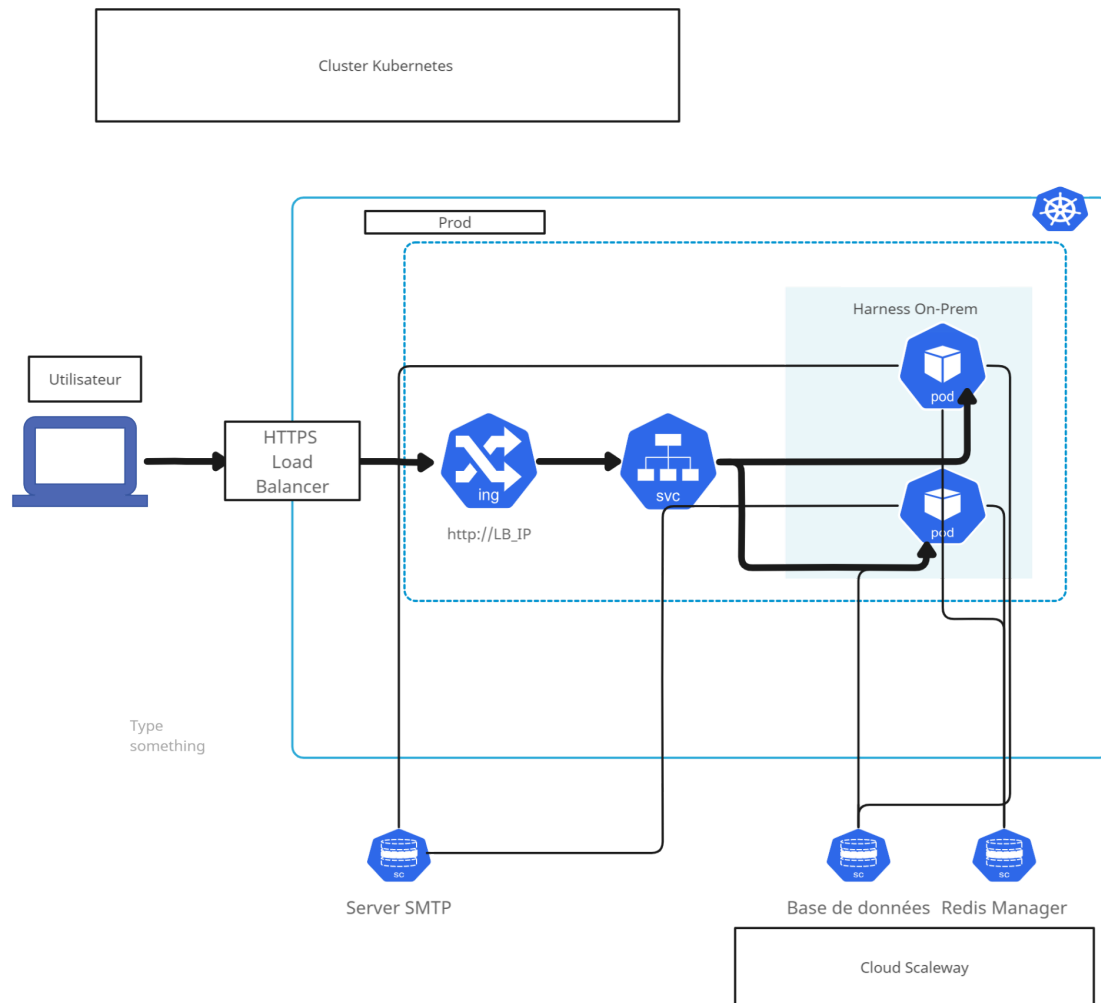 Cluster Kubernetes
Prod
Harness On-Prem
Utilisateur
pod
HTTPS
Load
Balancer
ing
svc
http://LB_IP
pod
Type
something
sc
sc
sc
Server SMTP
Base de données
Redis Manager
Cloud Scaleway